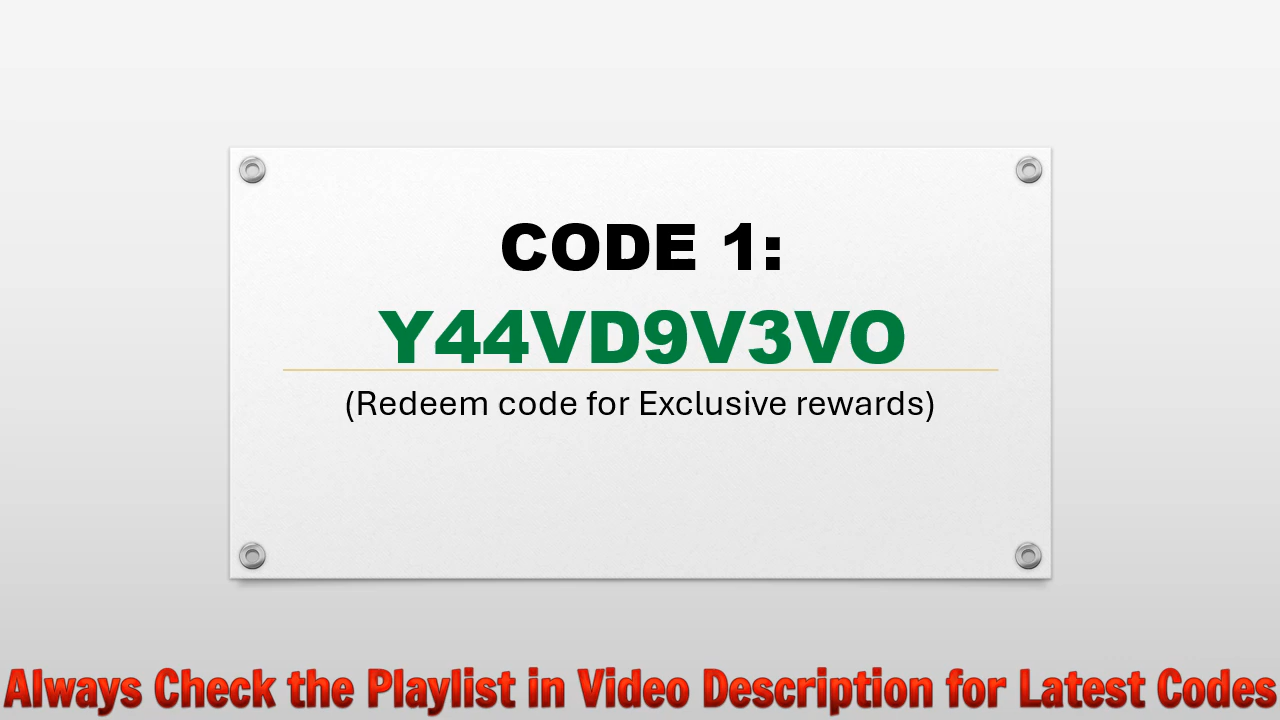 CODE 1:
Y44VD9V3VO
(Redeem code for Exclusive rewards)
Always Check the Playlist in Video Description for Latest Codes